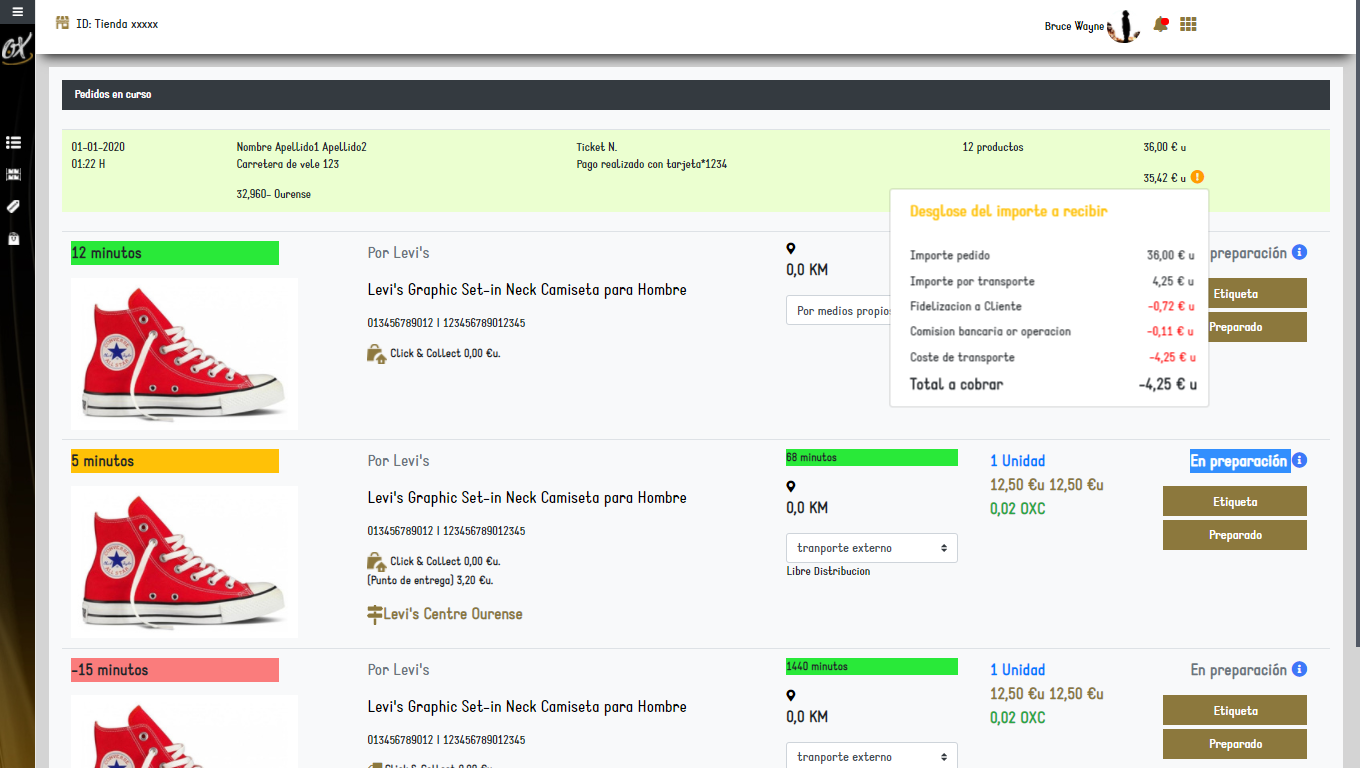 ID: Tienda xxxxx
Bruce Wayne
OX
Pedidos en curso
01-01-2020
01:22 H
Nombre Apellido1 Apellido2
Carretera de vele 123
32,960- Ourense
Ticket N.
Pago realizado con tarjeta*1234
12 productos
36,00 € u
35,42 € u
Desglose del importe a recibir
Importe pedido 36,00 € u
Importe por transporte 4,25 € u
Fidelizacion a Cliente -0,72 € u
Comision bancaria or operacion -0,11 € u
Coste de transporte -4,25 € u
Total a cobrar -4,25 € u
12 minutos
Por Levi's
Levi's Graphic Set-in Neck Camiseta para Hombre
013456789012 | 123456789012345
Click & Collect 0,00 €u.
0,0 KM
Por medios propios
preparación
Etiqueta
Preparado
5 minutos
Por Levi's
Levi's Graphic Set-in Neck Camiseta para Hombre
013456789012 | 123456789012345
Click & Collect 0,00 €u.
(Punto de entrega) 3,20 €u.
Levi's Centre Ourense
68 minutos
0,0 KM
tranporte externo
Libre Distribucion
1 Unidad
12,50 €u 12,50 €u
0,02 OXC
En preparación
Etiqueta
Preparado
-15 minutos
Por Levi's
Levi's Graphic Set-in Neck Camiseta para Hombre
013456789012 | 123456789012345
Click & Collect 0,00 €u.
1440 minutos
0,0 KM
tranporte externo
1 Unidad
12,50 €u 12,50 €u
0,02 OXC
En preparación
Etiqueta
Preparado